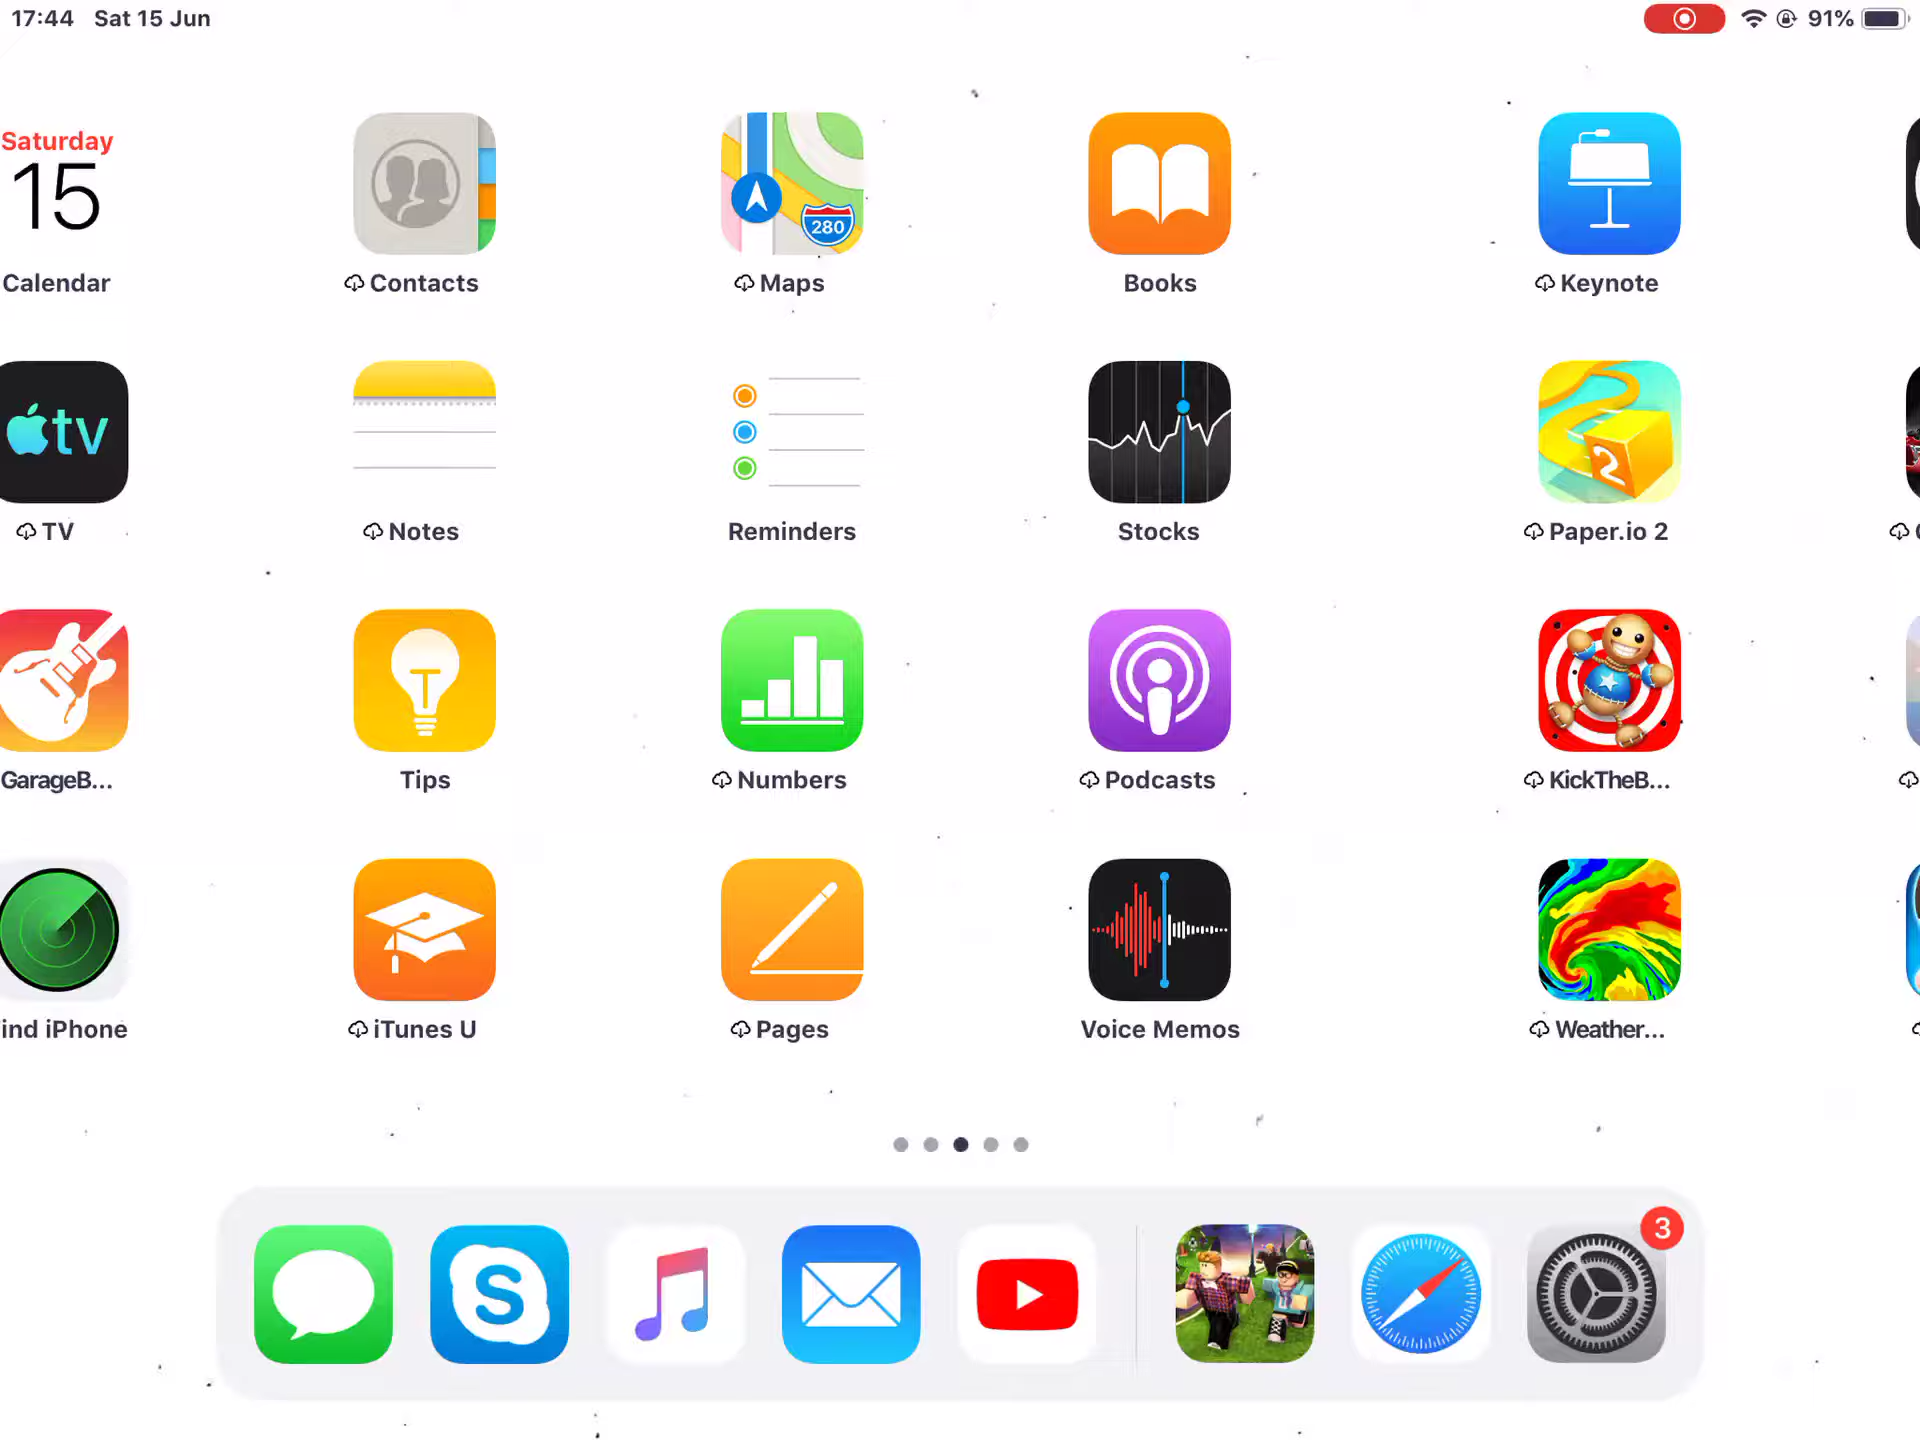 17:44 Sat 15 Jun
91%
Saturday
15
280
Calendar
Contacts
Maps
Books
Keynote
tv
2
TV
Notes
Reminders
Stocks
Paper.io 2
GarageB...
Tips
Numbers
Podcasts
KickTheB...
ind iPhone
iTunes U
Pages
Voice Memos
Weather...
S
3